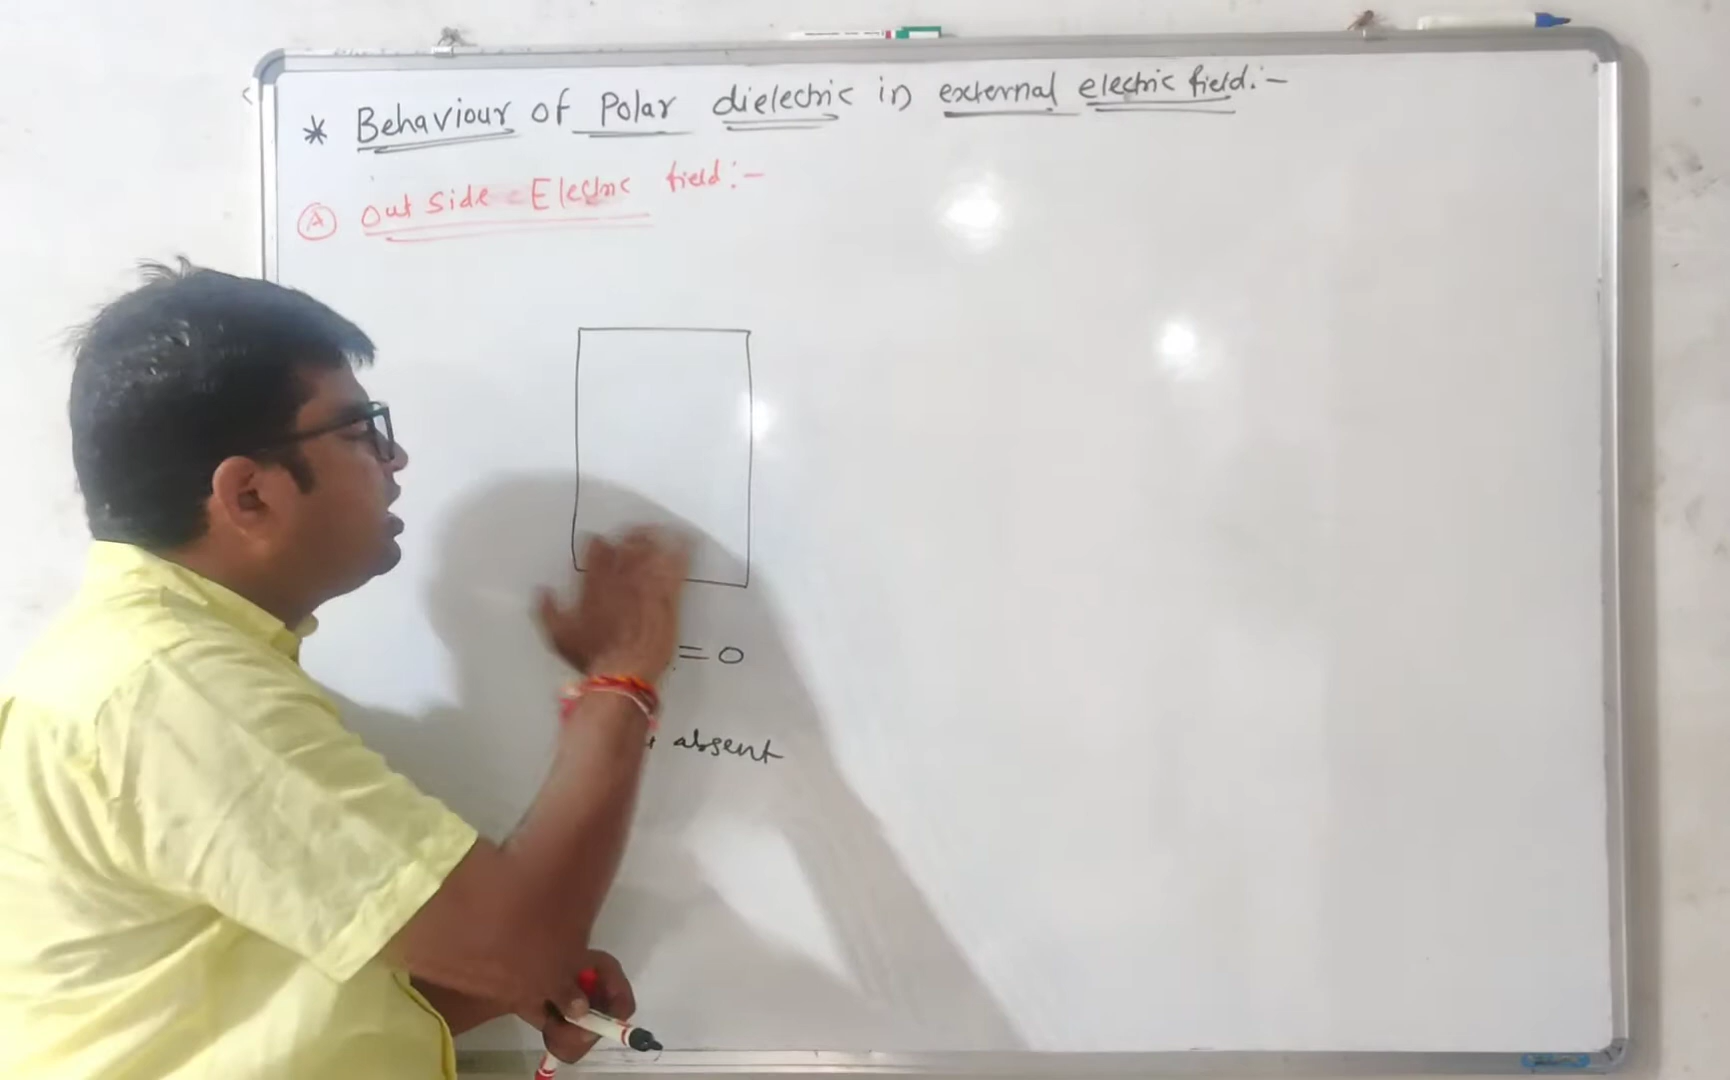 * Behaviour of Polar dielectric in external electric field:-
A Out Side Electric field:-
= 0
absent